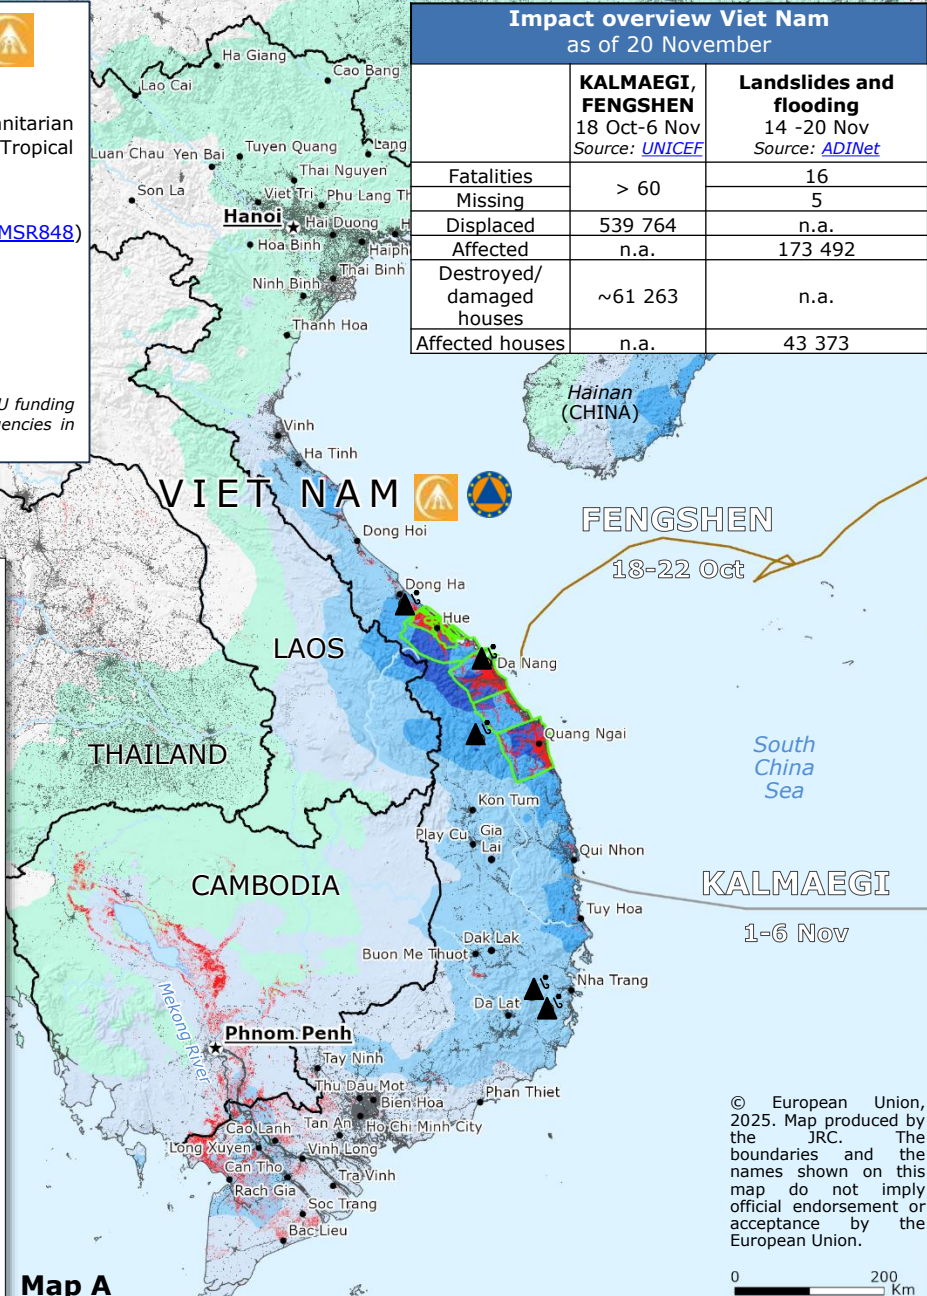 Impact overview Viet Nam
as of 20 November
KALMAEGI, FENGSHEN 18 Oct-6 Nov Source: UNICEF
Landslides and flooding 14 -20 Nov Source: ADINet
Fatalities > 60 16
Missing 5
Displaced 539 764 n.a.
Affected n.a. 173 492
Destroyed/ damaged houses ~61 263 n.a.
Affected houses n.a. 43 373
anitarian
Tropical
MSR848)
U funding
encies in
Ha Giang
Cao Bang
Lao Cai
Luan Chau
Yen Bai
Tuyen Quang
Lang
Thai Nguyen
Son La
Viet Tri
Phu Lang Th
Hanoi
Hai Duong
H
Hoa Binh
Haiph
Thai Binh
Ninh Binh
Thanh Hoa
Hainan
(CHINA)
Vinh
Ha Tinh
VIET NAM
FENGSHEN
18-22 Oct
Dong Hoi
Dong Ha
Hue
LAOS
Da Nang
THAILAND
Quang Ngai
South
China
Sea
Kon Tum
Play Cu
Gia
Lai
Qui Nhon
CAMBODIA
KALMAEGI
1-6 Nov
Tuy Hoa
Dak Lak
Buon Me Thuot
Nha Trang
Da Lat
Mekong River
Phnom Penh
Tay Ninh
Thu Dau Mot
Bien Hoa
Phan Thiet
Cao Lanh
Tan An
Ho Chi Minh City
Long Xuyen
Vinh Long
Can Tho
Tra Vinh
Rach Gia
Soc Trang
Bac Lieu
© European Union,
2025. Map produced by
the JRC. The
boundaries and the
names shown on this
map do not imply
official endorsement or
acceptance by the
European Union.
Map A
0 200
Km